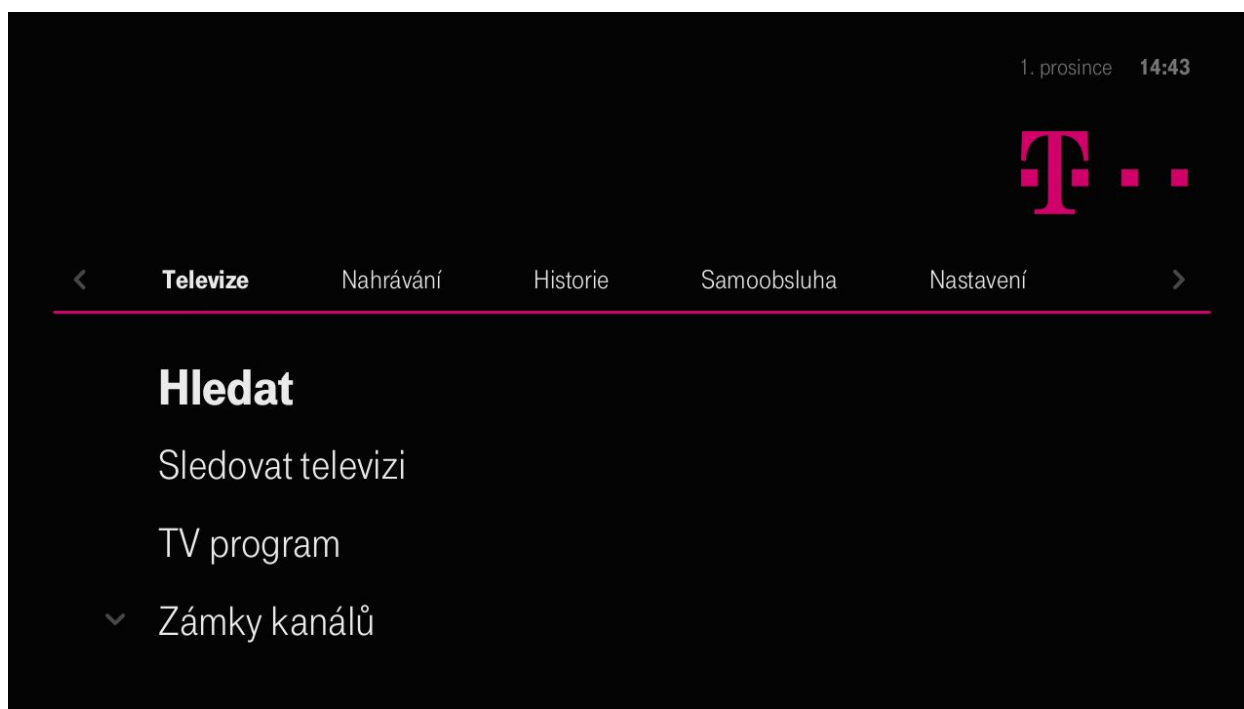 1. prosince 14:43
T
Televize Nahrávání Historie Samoobsluha Nastavení
Hledat
Sledovat televizi
TV program
Zámky kanálů